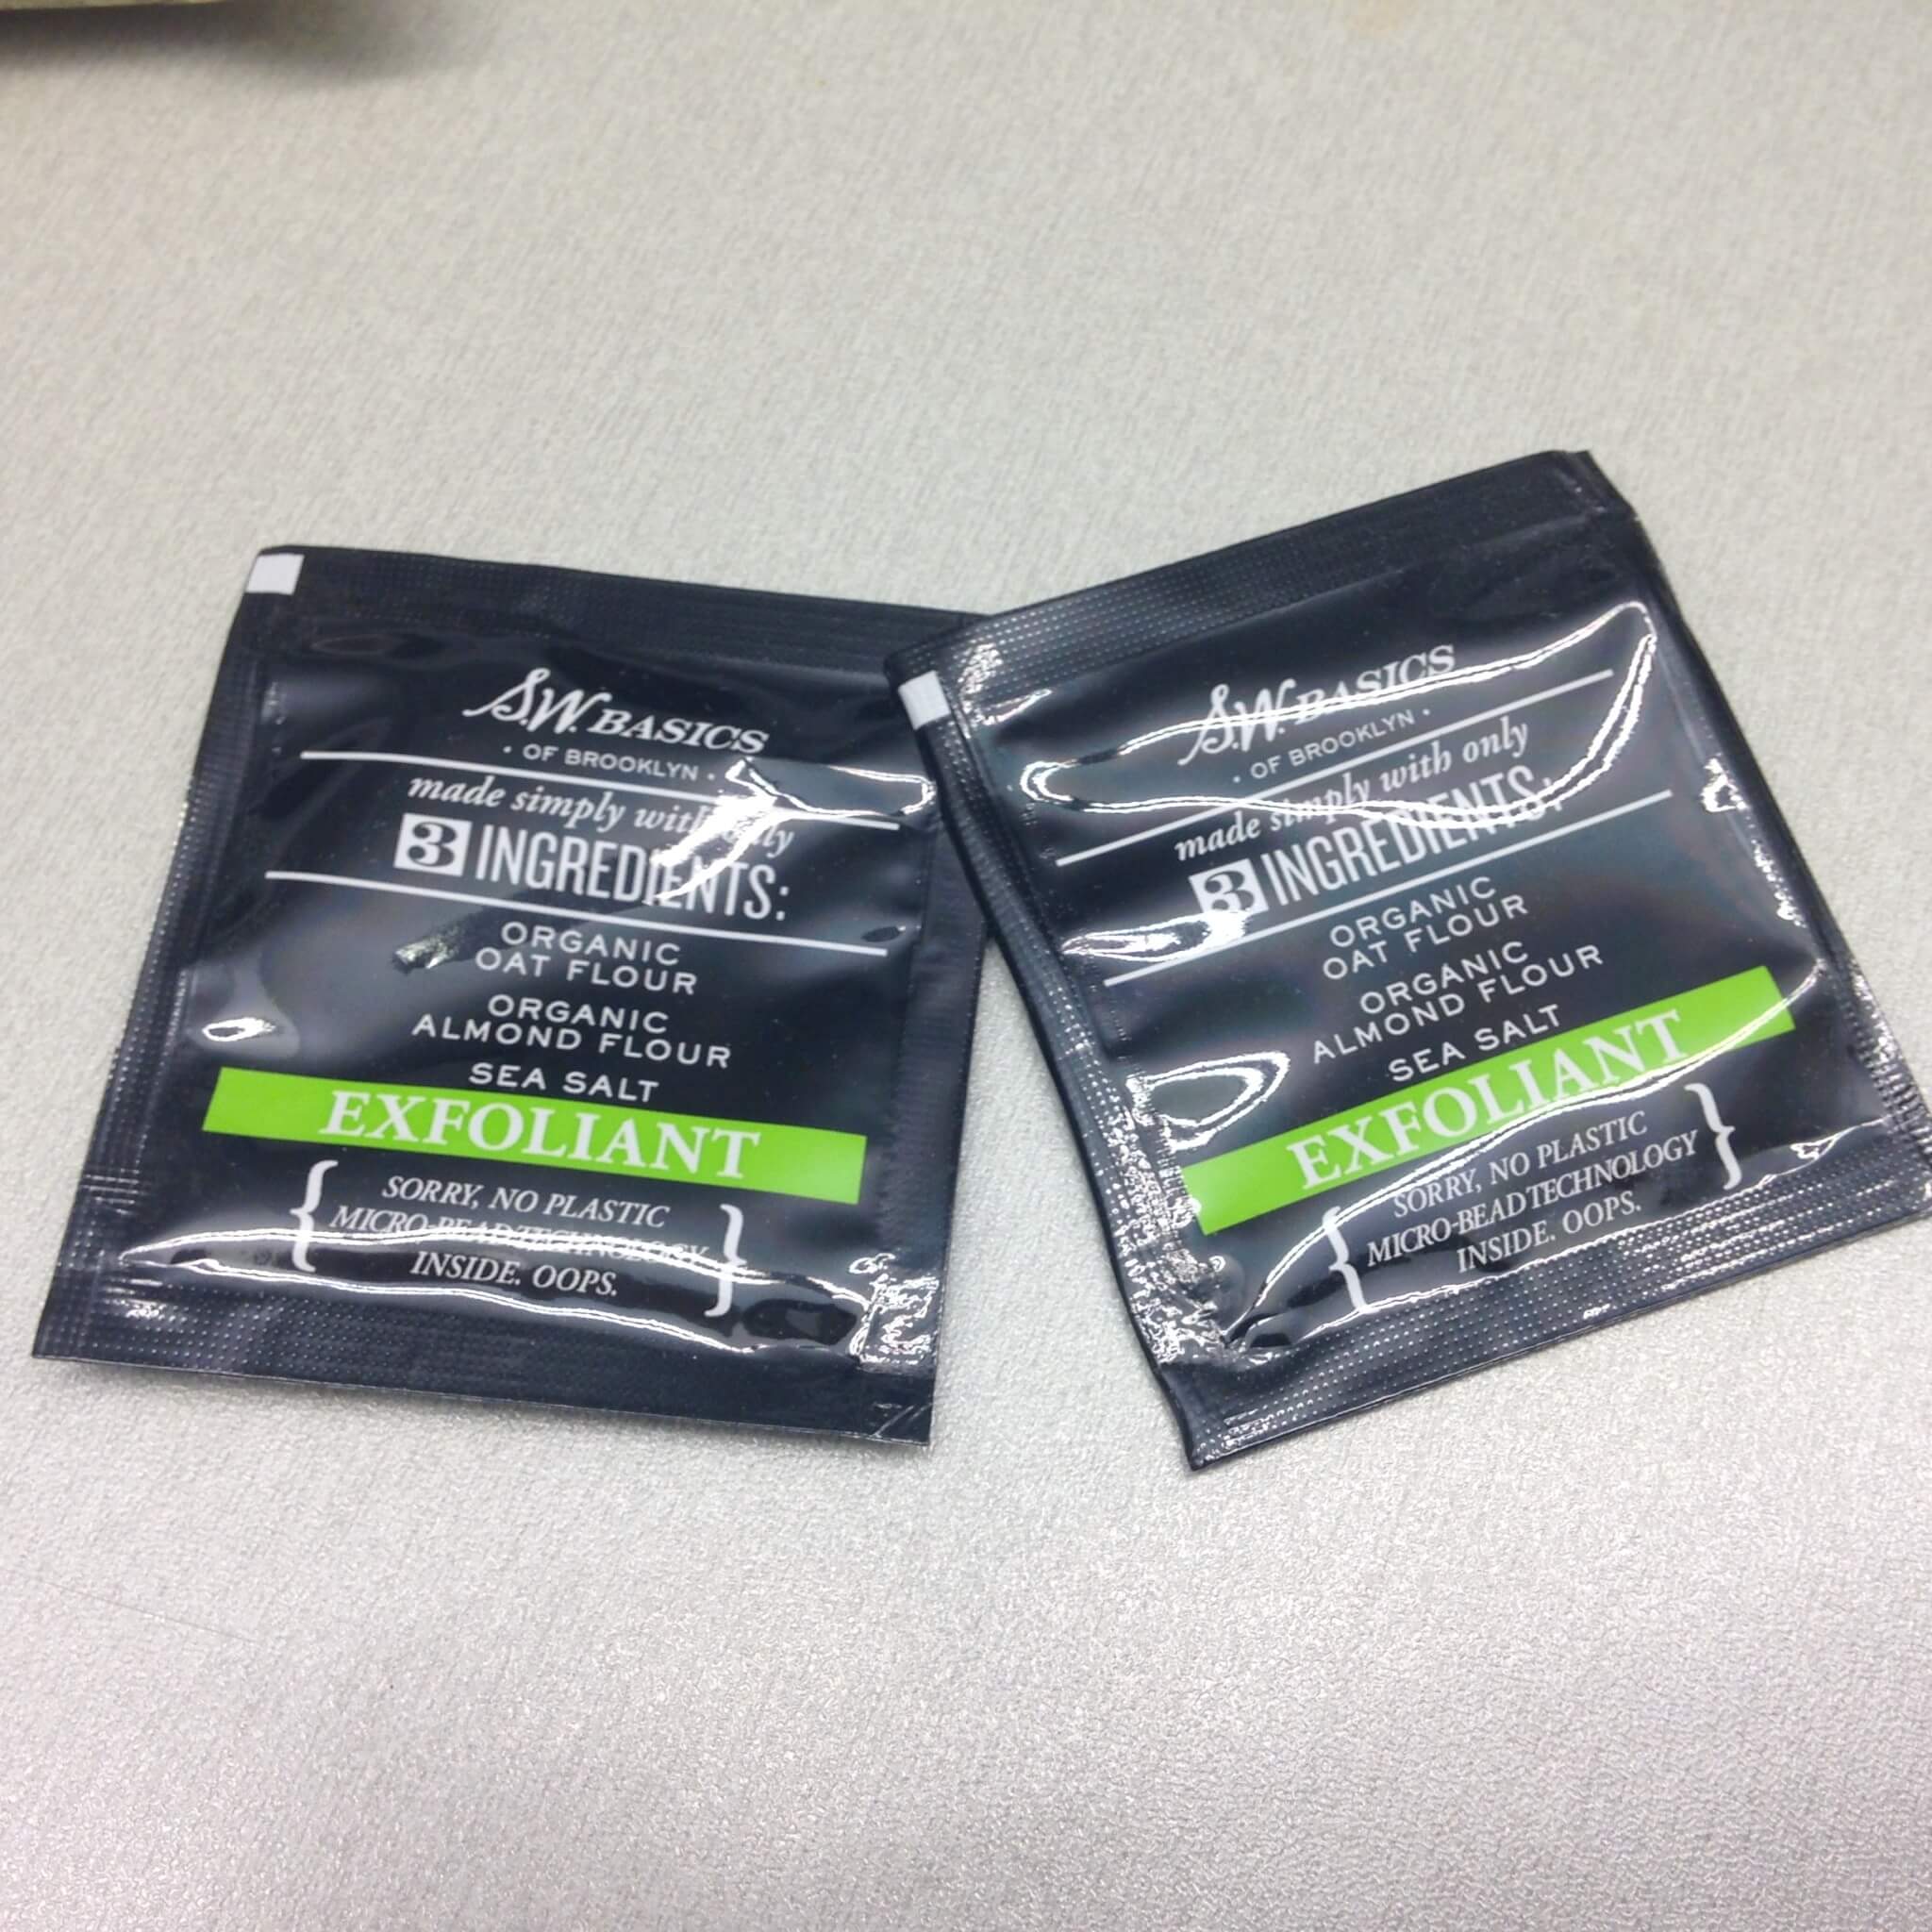 S.W. BASICS
· OF BROOKLYN ·
made simply with only
3 INGREDIENTS:
ORGANIC
OAT FLOUR
ORGANIC
ALMOND FLOUR
SEA SALT
EXFOLIANT
{ SORRY, NO PLASTIC
MICRO-BEAD TECHNOLOGY
INSIDE. OOPS. }
S.W. BASICS
· OF BROOKLYN ·
made simply with only
3 INGREDIENTS:
ORGANIC
OAT FLOUR
ORGANIC
ALMOND FLOUR
SEA SALT
EXFOLIANT
{ SORRY, NO PLASTIC
MICRO-BEAD TECHNOLOGY
INSIDE. OOPS. }